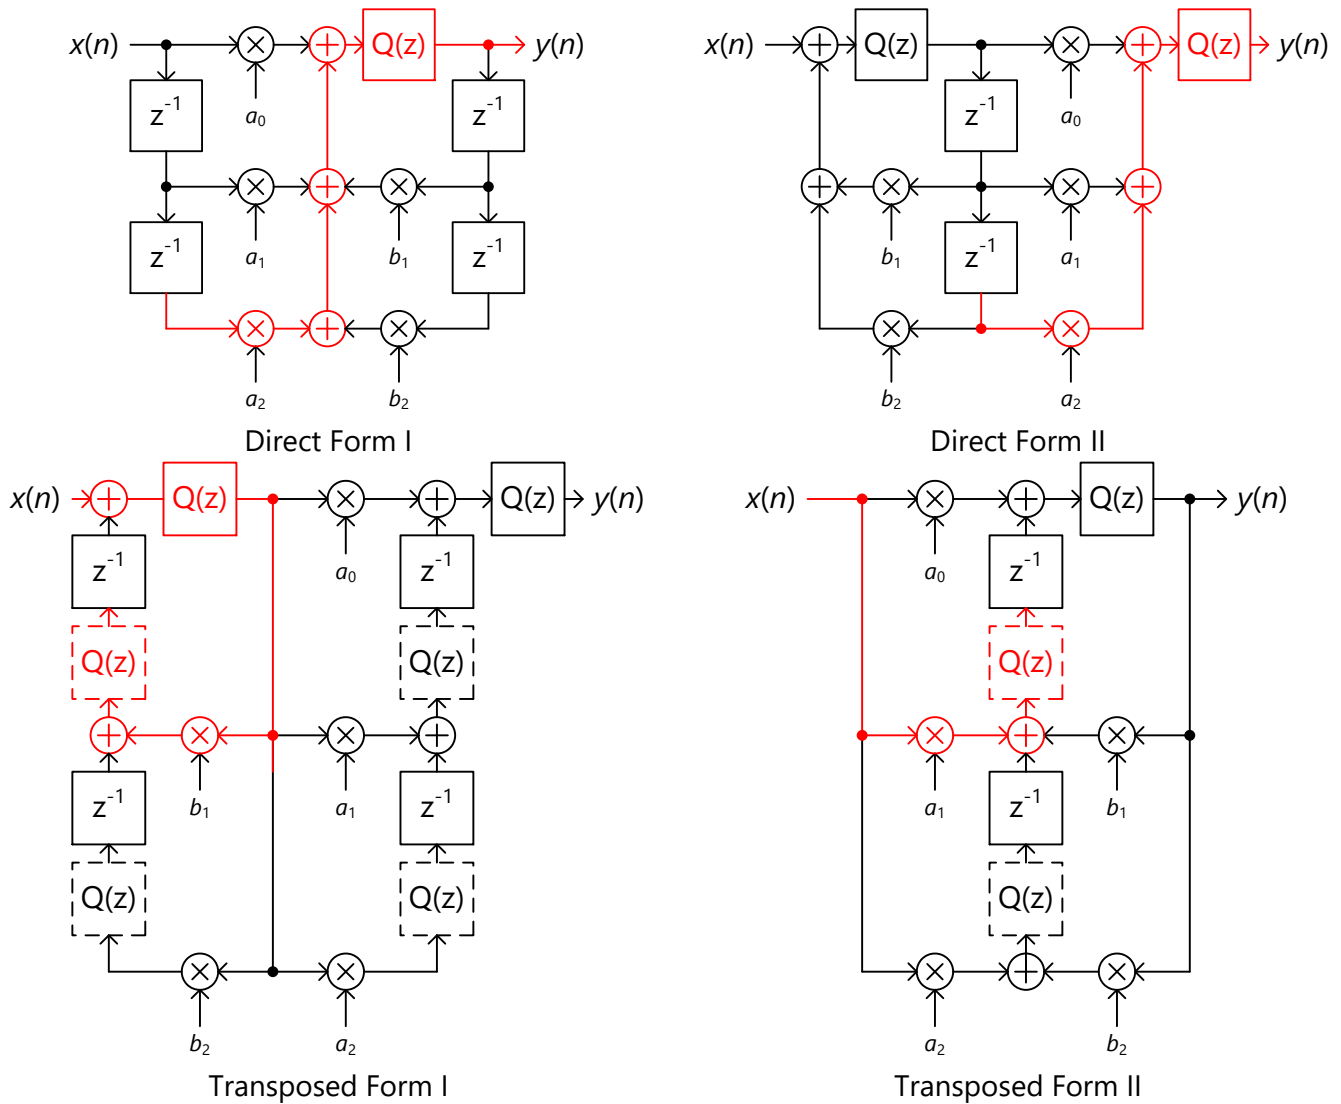 x(n) Q(z) y(n)
z⁻¹ a₀ z⁻¹
z⁻¹ a₁ b₁ z⁻¹
a₂ b₂
Direct Form I
x(n) Q(z) Q(z) y(n)
z⁻¹ a₀
b₁ z⁻¹ a₁
b₂ a₂
Direct Form II
x(n) Q(z) Q(z) y(n)
z⁻¹ a₀ z⁻¹
Q(z) Q(z)
z⁻¹ b₁ a₁ z⁻¹
Q(z) Q(z)
b₂ a₂
Transposed Form I
x(n) Q(z) y(n)
a₀ z⁻¹
Q(z)
a₁ z⁻¹ b₁
Q(z)
a₂ b₂
Transposed Form II